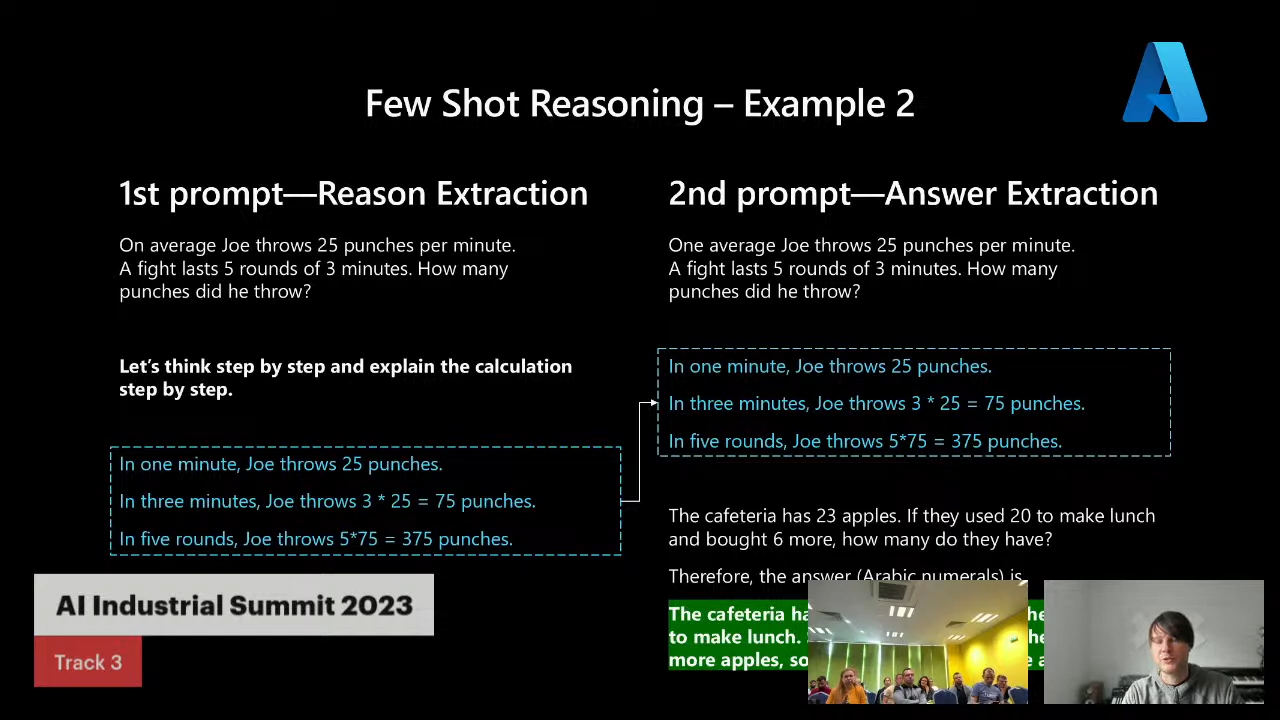 Few Shot Reasoning – Example 2
1st prompt—Reason Extraction
On average Joe throws 25 punches per minute.
A fight lasts 5 rounds of 3 minutes. How many
punches did he throw?
Let's think step by step and explain the calculation
step by step.
In one minute, Joe throws 25 punches.
In three minutes, Joe throws 3 * 25 = 75 punches.
In five rounds, Joe throws 5*75 = 375 punches.
2nd prompt—Answer Extraction
One average Joe throws 25 punches per minute.
A fight lasts 5 rounds of 3 minutes. How many
punches did he throw?
In one minute, Joe throws 25 punches.
In three minutes, Joe throws 3 * 25 = 75 punches.
In five rounds, Joe throws 5*75 = 375 punches.
The cafeteria has 23 apples. If they used 20 to make lunch
and bought 6 more, how many do they have?
Therefore, the answer (Arabic numerals) is
The cafeteria
to make lunch.
more apples, so
AI Industrial Summit 2023
Track 3